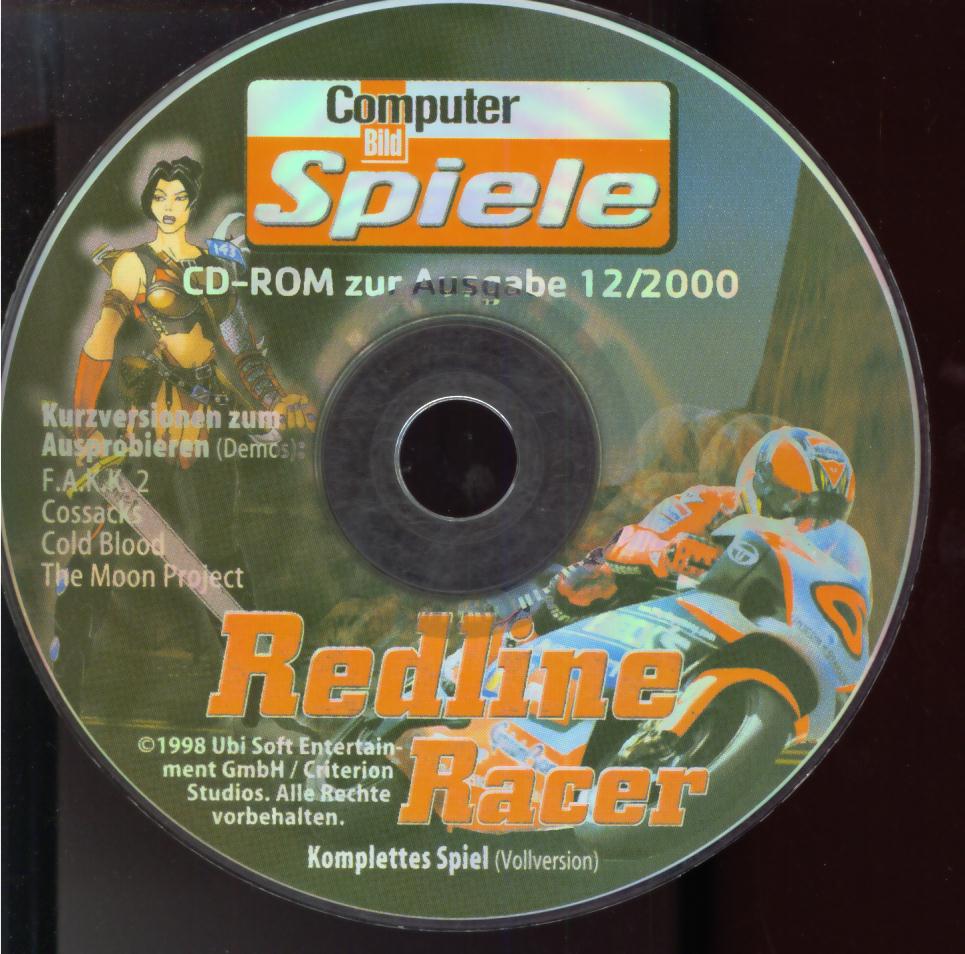 Computer
Bild
Spiele
CD-ROM zur Ausgabe 12/2000
143
Kurzversionen zum
Ausprobieren (Demos):
F.A.K.K. 2
Cossacks
Cold Blood
The Moon Project
Redline
Racer
©1998 Ubi Soft Entertain-
ment GmbH / Criterion
Studios. Alle Rechte
vorbehalten.
Komplettes Spiel (Vollversion)